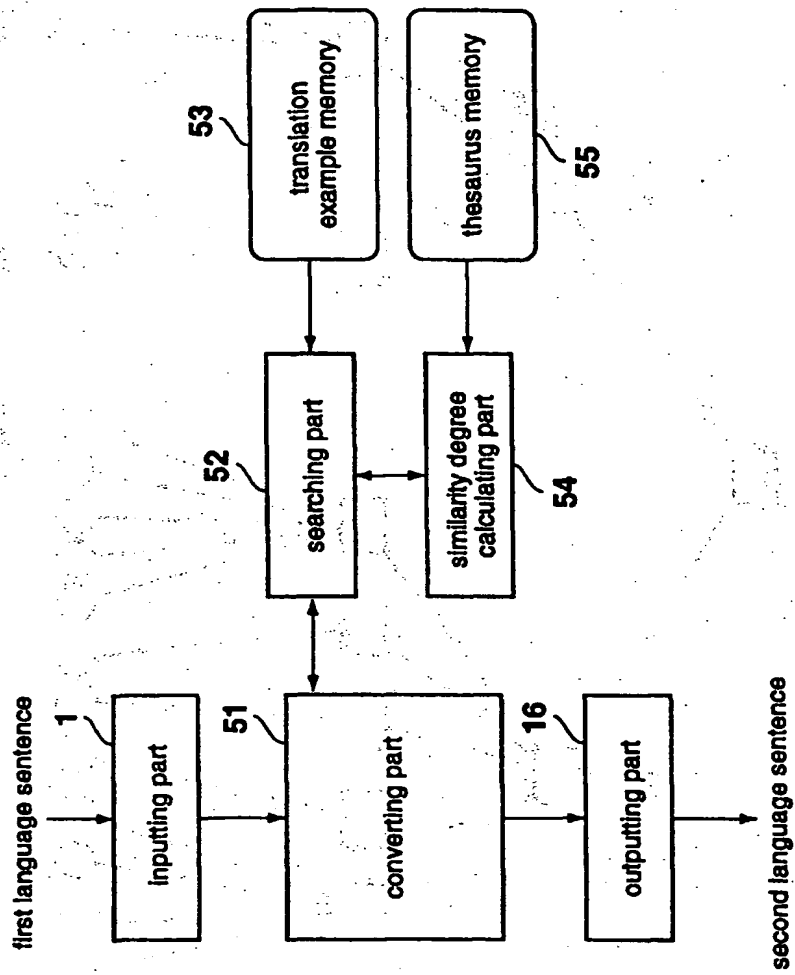 first language sentence
1
inputting part
51
converting part
16
outputting part
second language sentence
52
searching part
similarity degree
calculating part
54
53
translation
example memory
thesaurus memory
55